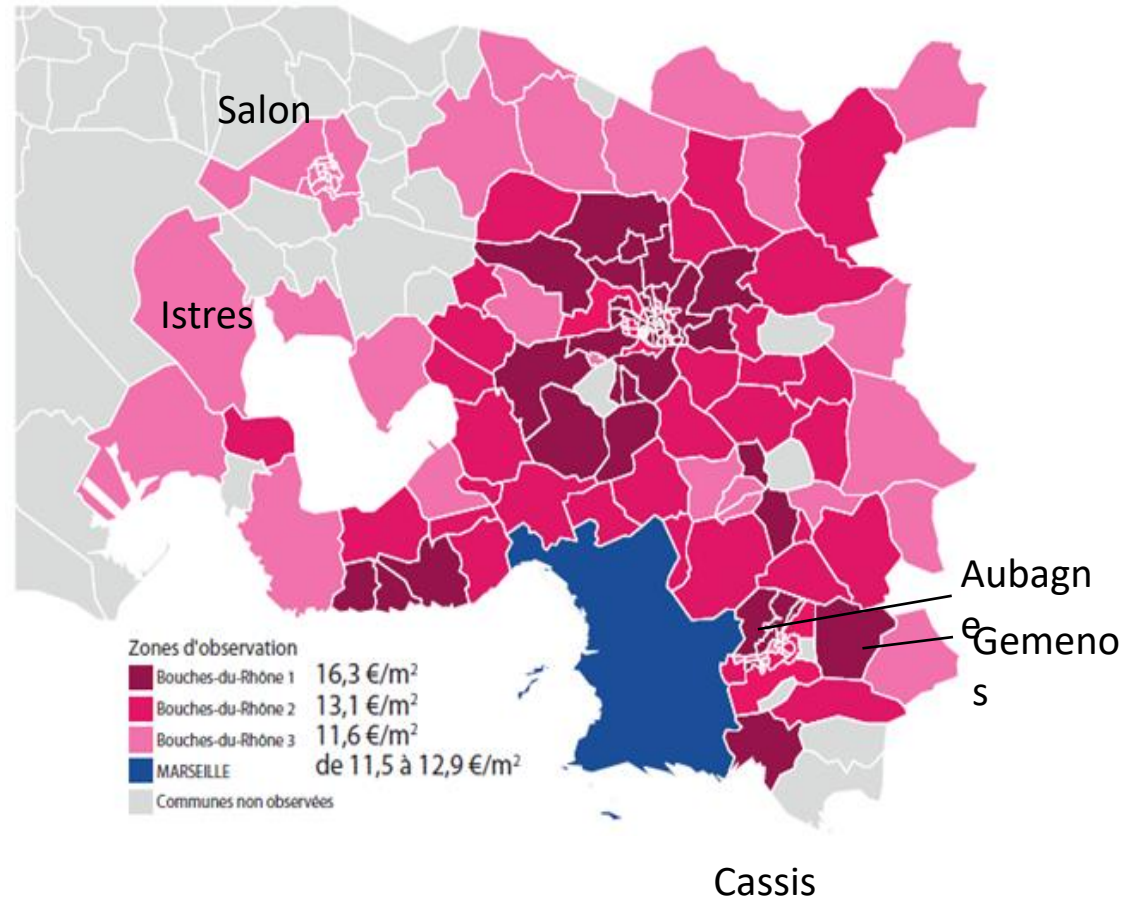 Salon
Istres
Aubagn
e
Gemeno
s
Zones d'observation
Bouches-du-Rhône 1 16,3 €/m²
Bouches-du-Rhône 2 13,1 €/m²
Bouches-du-Rhône 3 11,6 €/m²
MARSEILLE de 11,5 à 12,9 €/m²
Communes non observées
Cassis